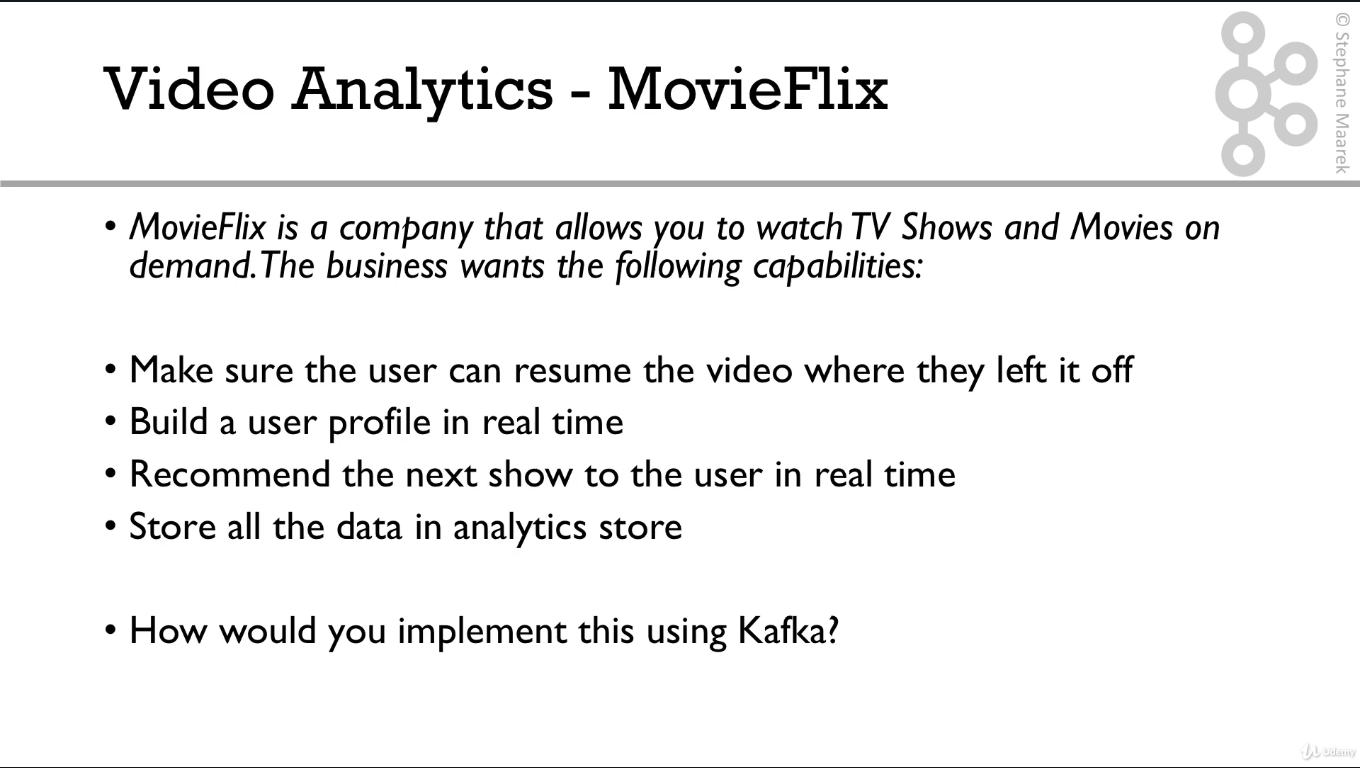 Video Analytics - MovieFlix
© Stephane Maarek
• MovieFlix is a company that allows you to watch TV Shows and Movies on
demand. The business wants the following capabilities:
• Make sure the user can resume the video where they left it off
• Build a user profile in real time
• Recommend the next show to the user in real time
• Store all the data in analytics store
• How would you implement this using Kafka?
Udemy